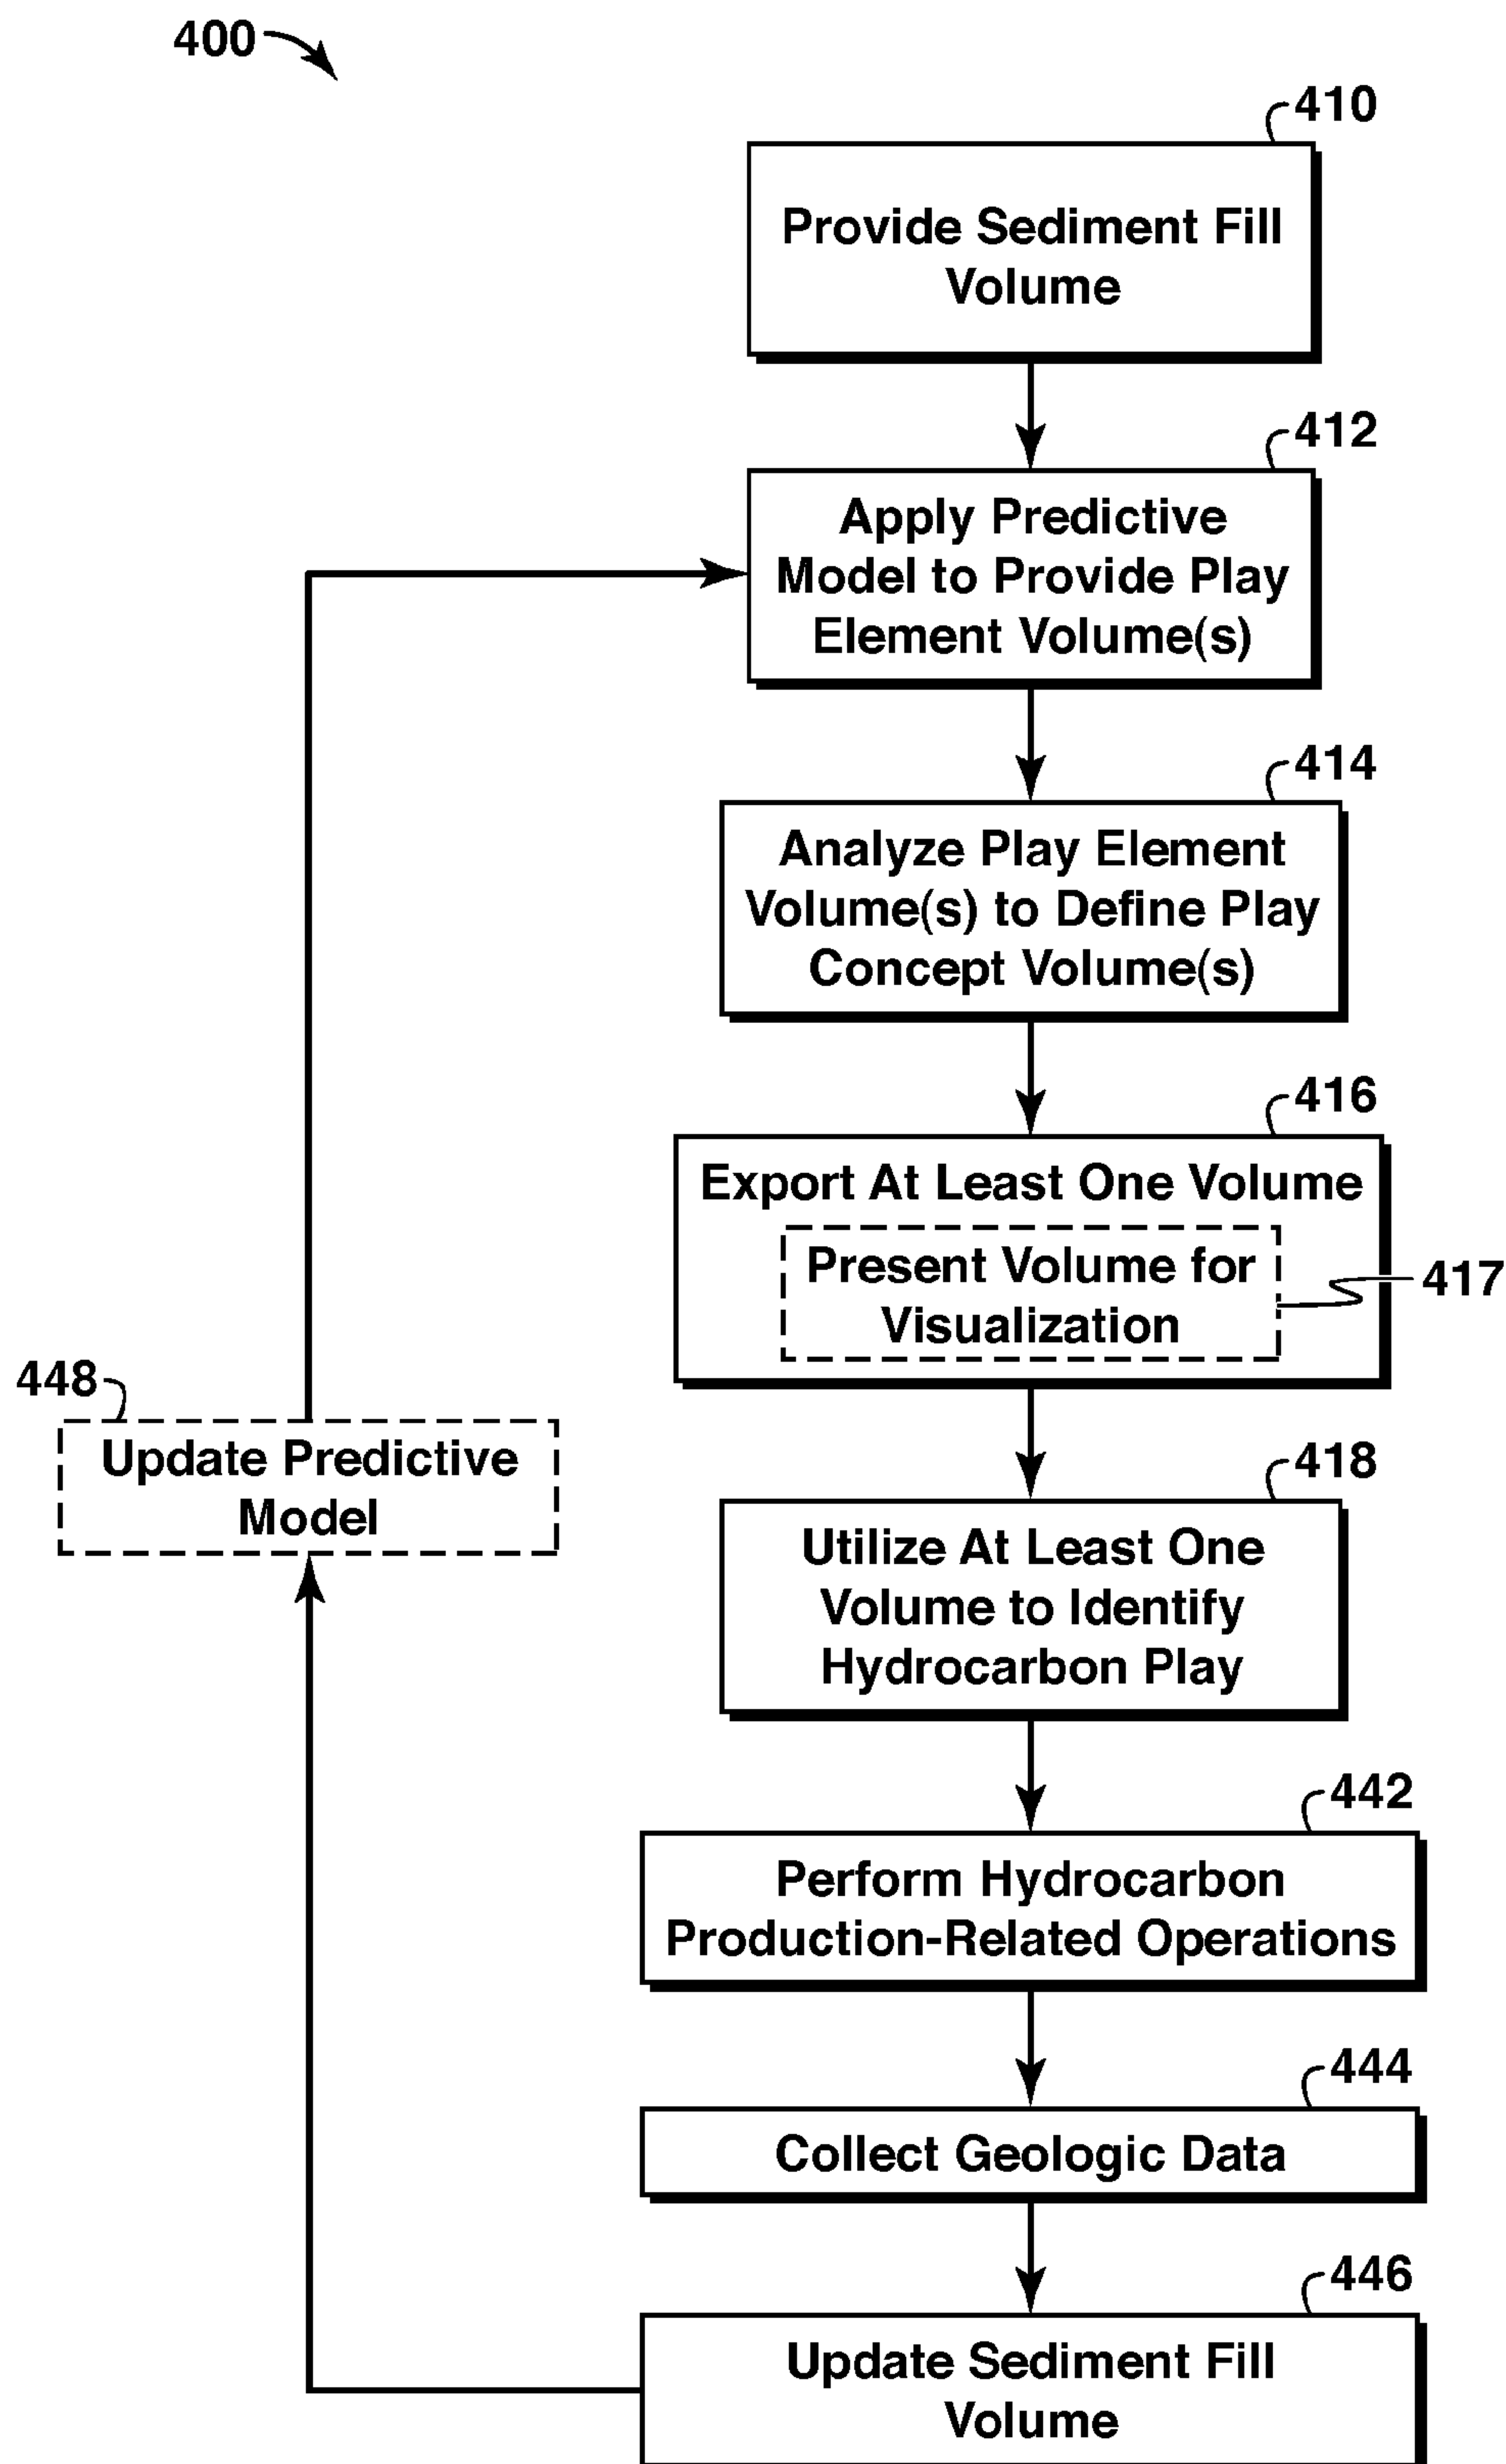 400
410
Provide Sediment Fill
Volume
412
Apply Predictive
Model to Provide Play
Element Volume(s)
414
Analyze Play Element
Volume(s) to Define Play
Concept Volume(s)
416
Export At Least One Volume
Present Volume for
Visualization
417
448
Update Predictive
Model
418
Utilize At Least One
Volume to Identify
Hydrocarbon Play
442
Perform Hydrocarbon
Production-Related Operations
444
Collect Geologic Data
446
Update Sediment Fill
Volume